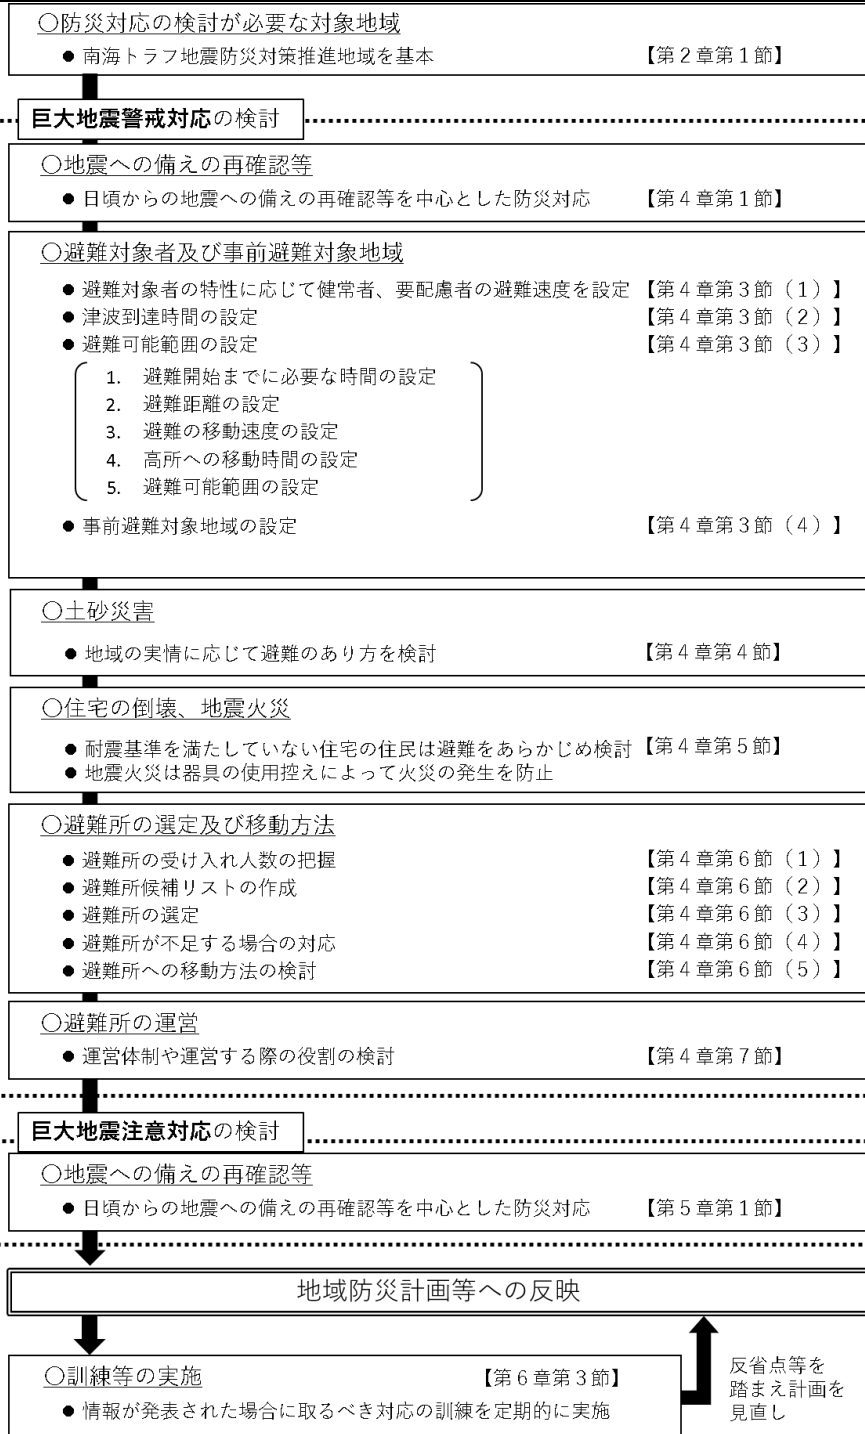 ○防災対応の検討が必要な対象地域
● 南海トラフ地震防災対策推進地域を基本 【第２章第１節】
巨大地震警戒対応の検討
○地震への備えの再確認等
● 日頃からの地震への備えの再確認等を中心とした防災対応 【第４章第１節】
○避難対象者及び事前避難対象地域
● 避難対象者の特性に応じて健常者、要配慮者の避難速度を設定 【第４章第３節（１）】
● 津波到達時間の設定 【第４章第３節（２）】
● 避難可能範囲の設定 【第４章第３節（３）】
1. 避難開始までに必要な時間の設定
2. 避難距離の設定
3. 避難の移動速度の設定
4. 高所への移動時間の設定
5. 避難可能範囲の設定
● 事前避難対象地域の設定 【第４章第３節（４）】
○土砂災害
● 地域の実情に応じて避難のあり方を検討 【第４章第４節】
○住宅の倒壊、地震火災
● 耐震基準を満たしていない住宅の住民は避難をあらかじめ検討 【第４章第５節】
● 地震火災は器具の使用控えによって火災の発生を防止
○避難所の選定及び移動方法
● 避難所の受け入れ人数の把握 【第４章第６節（１）】
● 避難所候補リストの作成 【第４章第６節（２）】
● 避難所の選定 【第４章第６節（３）】
● 避難所が不足する場合の対応 【第４章第６節（４）】
● 避難所への移動方法の検討 【第４章第６節（５）】
○避難所の運営
● 運営体制や運営する際の役割の検討 【第４章第７節】
巨大地震注意対応の検討
○地震への備えの再確認等
● 日頃からの地震への備えの再確認等を中心とした防災対応 【第５章第１節】
地域防災計画等への反映
○訓練等の実施 【第６章第３節】
● 情報が発表された場合に取るべき対応の訓練を定期的に実施
反省点等を
踏まえ計画を
見直し